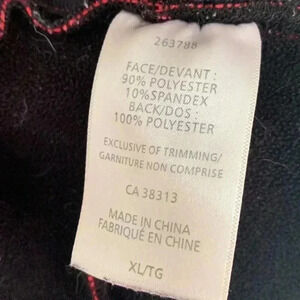 263788
FACE/DEVANT :
90% POLYESTER
10%SPANDEX
BACK/DOS :
100% POLYESTER
EXCLUSIVE OF TRIMMING/
GARNITURE NON COMPRISE
CA 38313
MADE IN CHINA
FABRIQUÉ EN CHINE
XL/TG